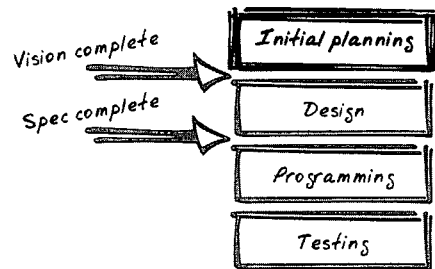 Initial planning
Vision complete
Design
Spec complete
Programming
Testing